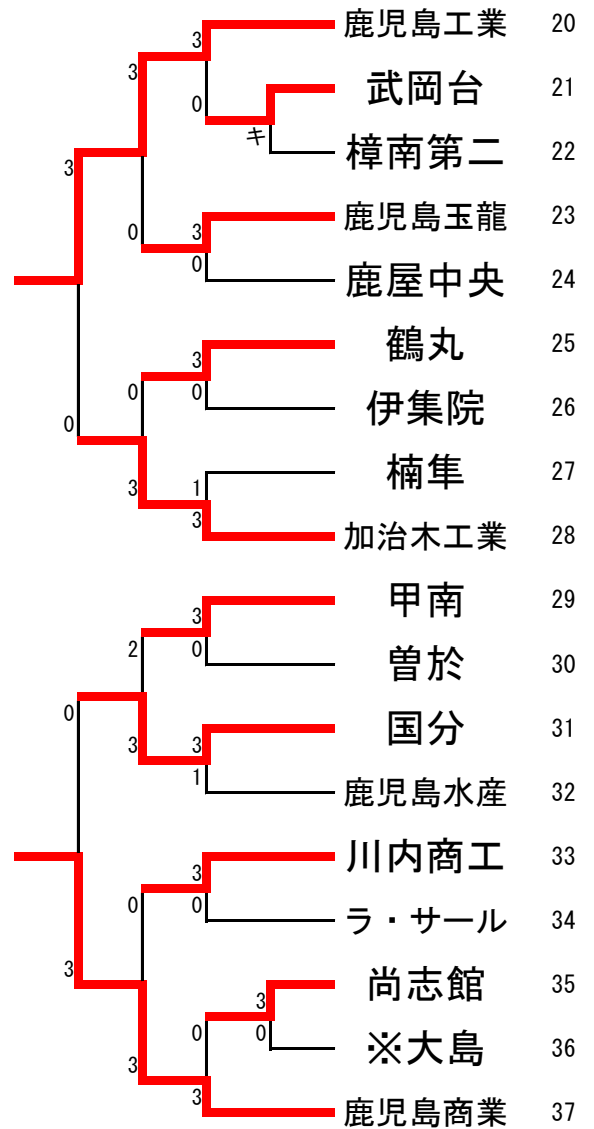 3 鹿児島工業 20
3
0 武岡台 21
キ 樟南第二 22
3
0 3 鹿児島玉龍 23
0 鹿屋中央 24
3 鶴丸 25
0 0 伊集院 26
0
3 1 楠隼 27
3 加治木工業 28
3 甲南 29
2 0 曽於 30
0
3 3 国分 31
1 鹿児島水産 32
3 川内商工 33
0 0 ラ・サール 34
3
3 尚志館 35
0 0 ※大島 36
3
3 鹿児島商業 37